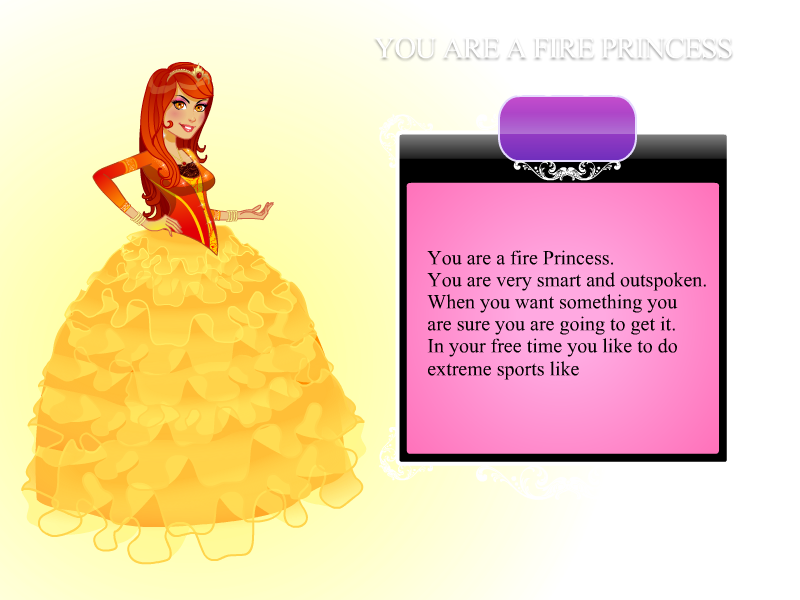 YOU ARE A FIRE PRINCESS
You are a fire Princess.
You are very smart and outspoken.
When you want something you
are sure you are going to get it.
In your free time you like to do
extreme sports like